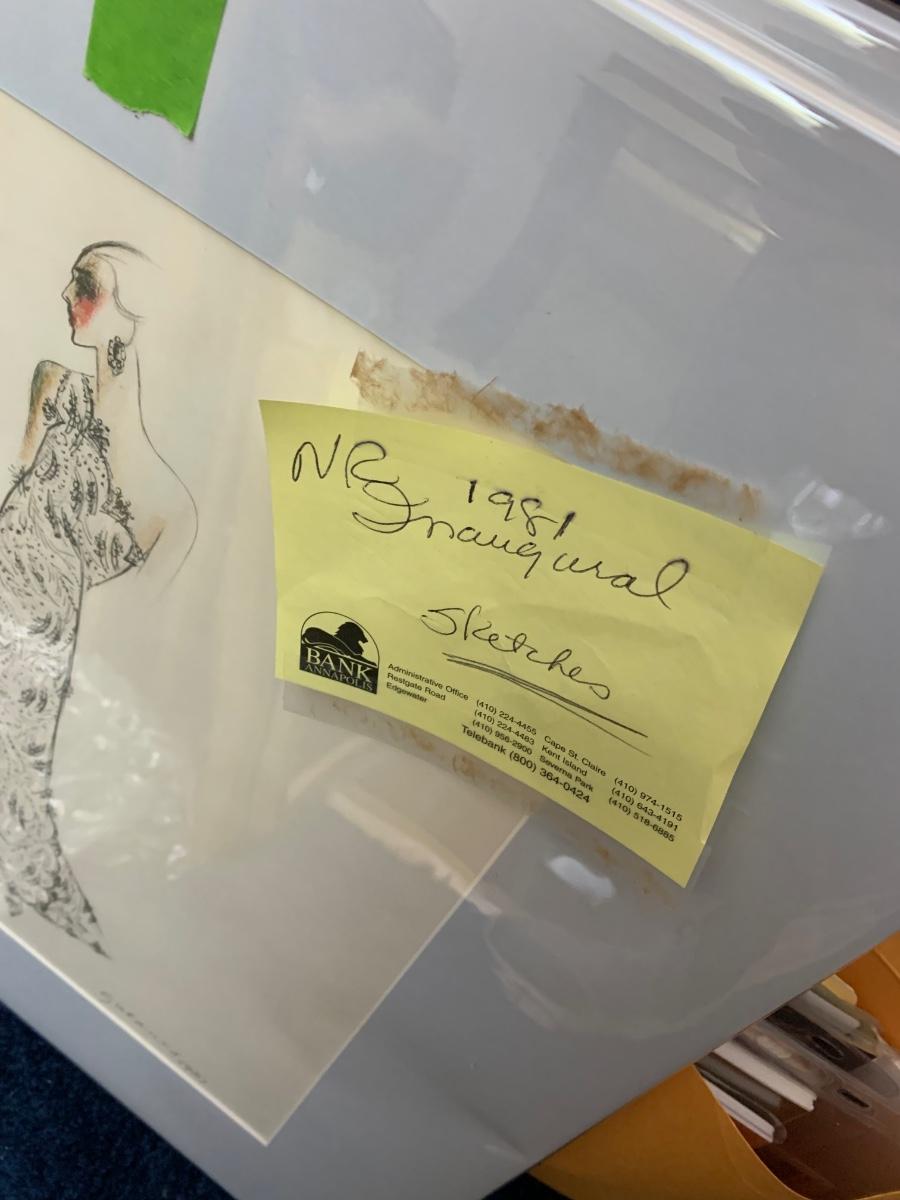 NR 1981
Inaugural
Sketches
BANK
ANNAPOLIS
Administrative Office (410) 224-4455 Cape St. Claire (410) 974-1515
Restgate Road (410) 224-4483 Kent Island (410) 643-4191
Edgewater (410) 956-2900 Severna Park (410) 518-6885
Telebank (800) 364-0424